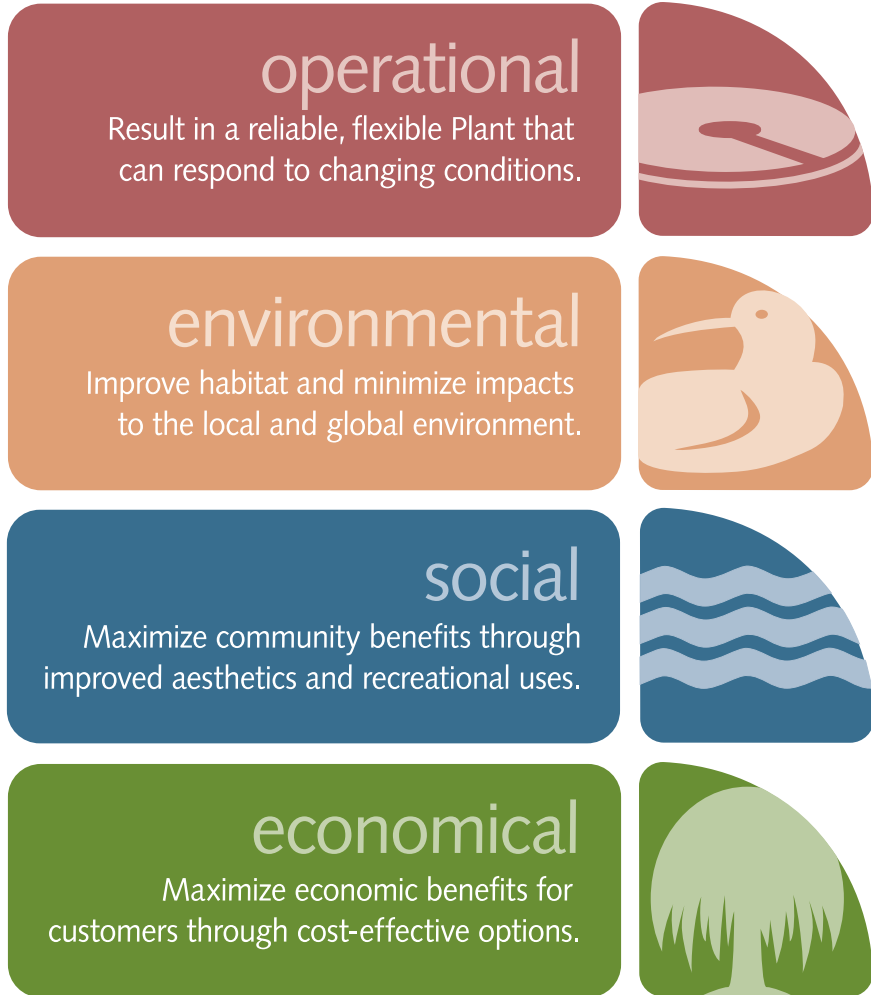 operational
Result in a reliable, flexible Plant that
can respond to changing conditions.
environmental
Improve habitat and minimize impacts
to the local and global environment.
social
Maximize community benefits through
improved aesthetics and recreational uses.
economical
Maximize economic benefits for
customers through cost-effective options.